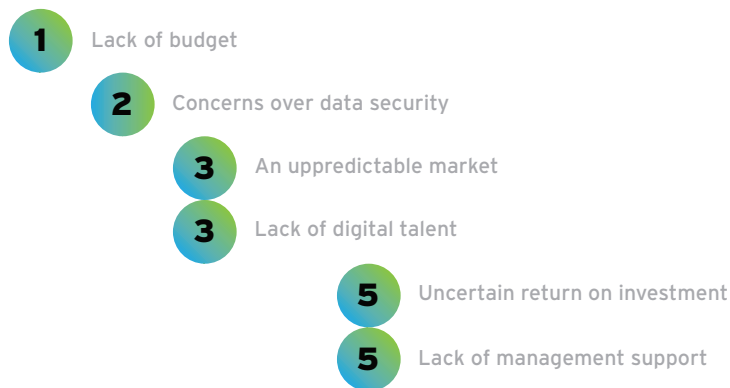 1 Lack of budget
2 Concerns over data security
3 An uppredictable market
3 Lack of digital talent
5 Uncertain return on investment
5 Lack of management support